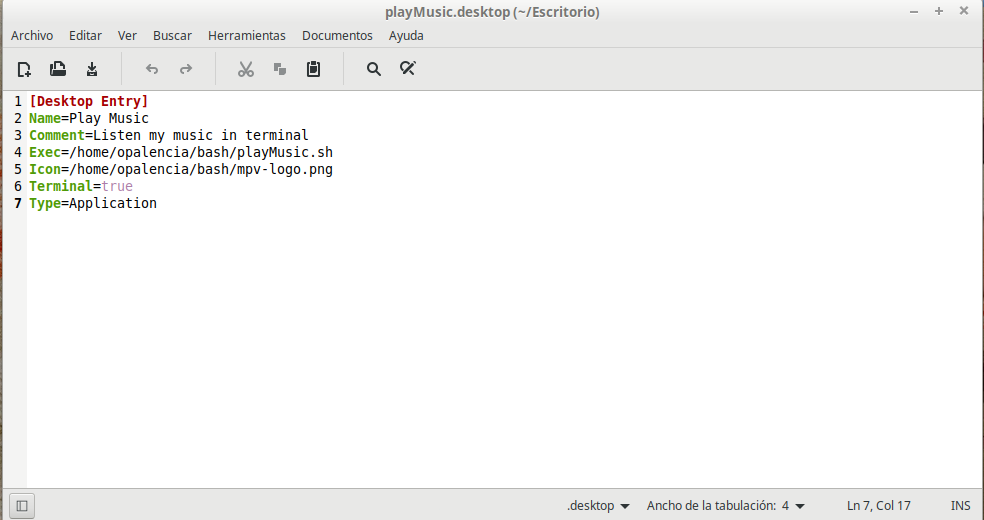 playMusic.desktop (~/Escritorio)
Archivo Editar Ver Buscar Herramientas Documentos Ayuda
1 [Desktop Entry]
2 Name=Play Music
3 Comment=Listen my music in terminal
4 Exec=/home/opalencia/bash/playMusic.sh
5 Icon=/home/opalencia/bash/mpv-logo.png
6 Terminal=true
7 Type=Application
.desktop Ancho de la tabulación: 4 Ln 7, Col 17 INS